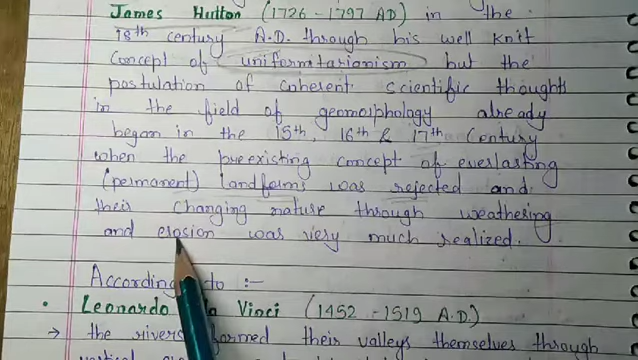 James Hutton (1726 - 1797 AD) in the
18th century A.D. through his well knit
concept of uniformitarianism but the
postulation of coherent scientific thoughts
in the field of geomorphology already
began in the 15th, 16th & 17th Century
when the preexisting concept of everlasting
(permanent) landforms was rejected and
their changing nature through weathering
and erosion was very much realized.
According to :-
• Leonardo Vinci (1452 - 1519 A.D.)
→ the rivers formed their valleys themselves through